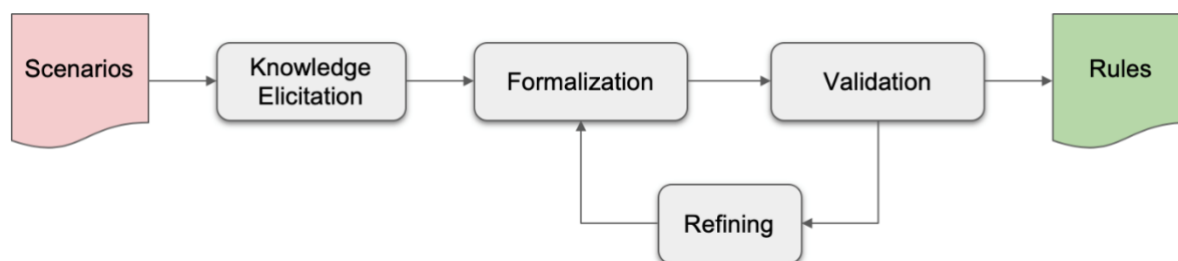 Scenarios
Knowledge
Elicitation
Formalization
Validation
Rules
Refining